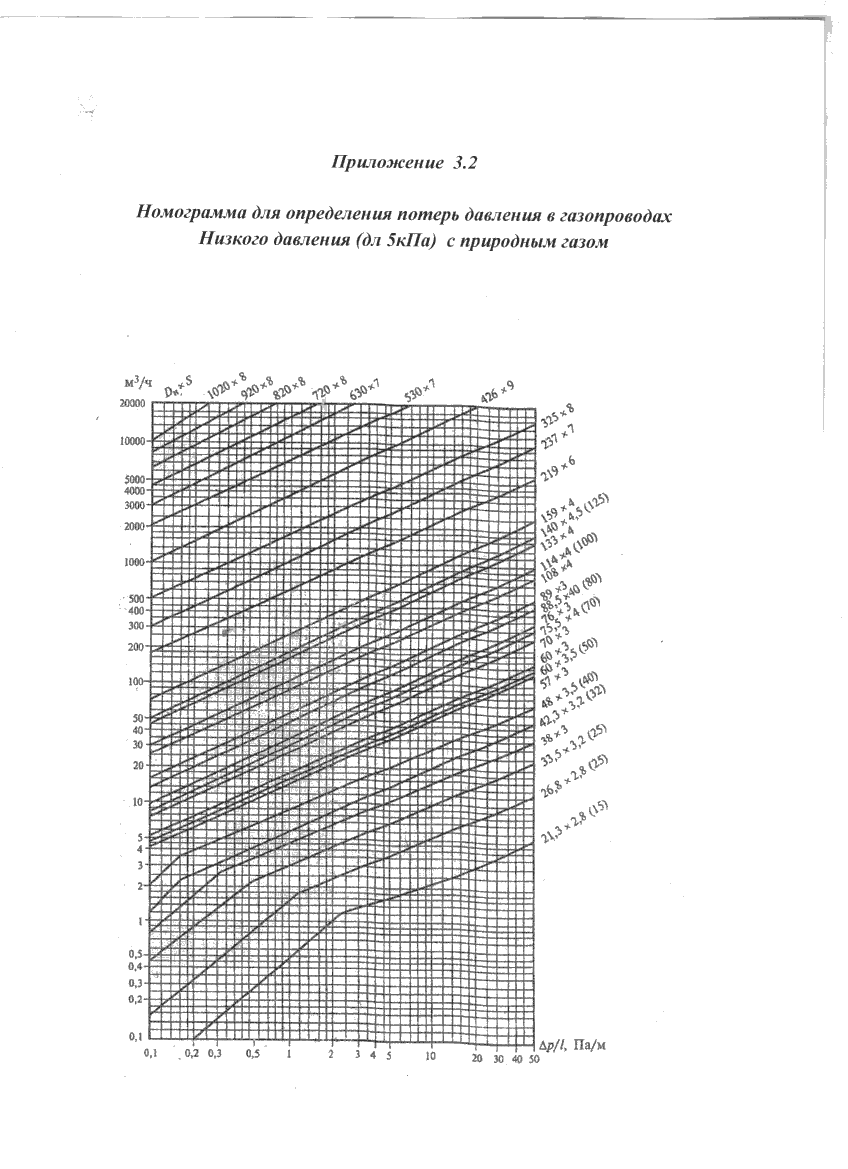 Приложение 3.2
Номограмма для определения потерь давления в газопроводах
Низкого давления (дл 5кПа) с природным газом
м³/ч
Dн×S
1020 × 8
920 × 8
820 × 8
720 × 8
630 × 7
530 × 7
426 × 9
325 × 8
237 × 7
219 × 6
159 × 4
140 × 4,5 (125)
133 × 4
114 ×4 (100)
108 ×4
89 ×3
88,5 ×40 (80)
76 × 3
75,5 × 4 (70)
70 × 3
60 × 3
60 × 3,5 (50)
57 × 3
48 × 3,5 (40)
42,3 × 3,2 (32)
38 × 3
33,5 × 3,2 (25)
26,8 × 2,8 (25)
21,3 × 2,8 (15)
20000
10000
5000
4000
3000
2000
1000
500
400
300
200
100
50
40
30
20
10
5
4
3
2
1
0,5
0,4
0,3
0,2
0,1
0,1 0,2 0,3 0,5 1 2 3 4 5 10 20 30 40 50
Δp/l, Па/м